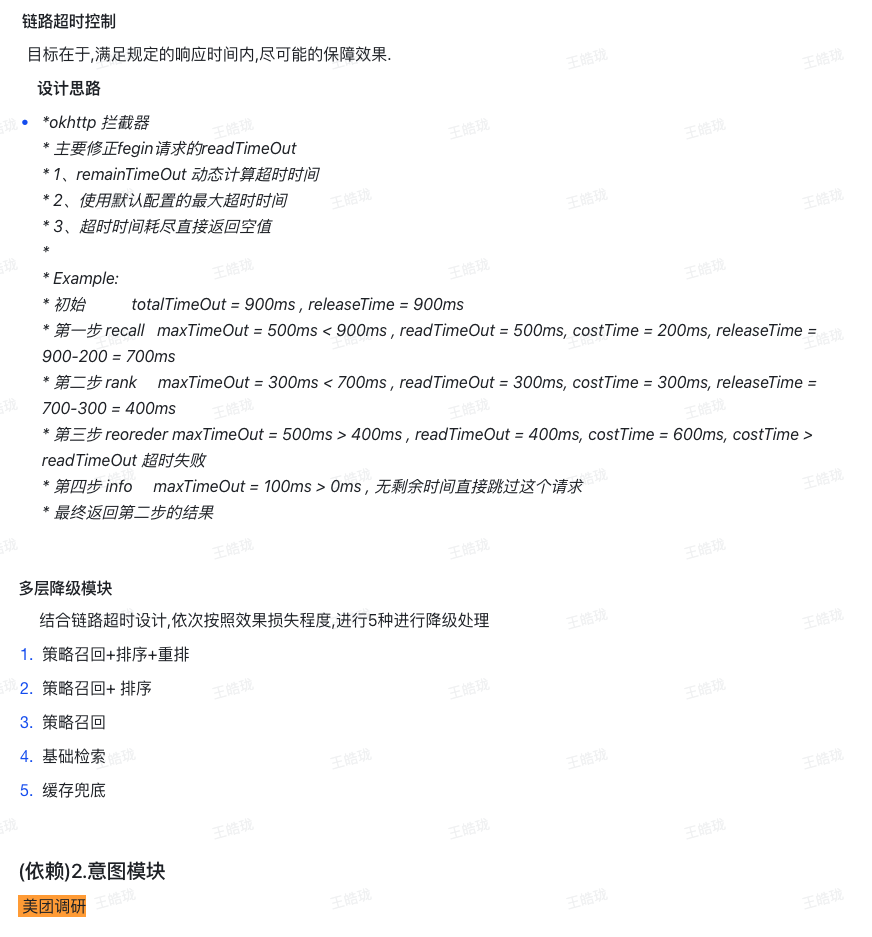 链路超时控制
目标在于,满足规定的响应时间内,尽可能的保障效果.
设计思路
*okhttp 拦截器
* 主要修正fegin请求的readTimeOut
* 1、remainTimeOut 动态计算超时时间
* 2、使用默认配置的最大超时时间
* 3、超时时间耗尽直接返回空值
*
* Example:
* 初始 totalTimeOut = 900ms , releaseTime = 900ms
* 第一步 recall maxTimeOut = 500ms < 900ms , readTimeOut = 500ms, costTime = 200ms, releaseTime =
900-200 = 700ms
* 第二步 rank maxTimeOut = 300ms < 700ms , readTimeOut = 300ms, costTime = 300ms, releaseTime =
700-300 = 400ms
* 第三步 reoreder maxTimeOut = 500ms > 400ms , readTimeOut = 400ms, costTime = 600ms, costTime >
readTimeOut 超时失败
* 第四步 info maxTimeOut = 100ms > 0ms , 无剩余时间直接跳过这个请求
* 最终返回第二步的结果
多层降级模块
结合链路超时设计,依次按照效果损失程度,进行5种进行降级处理
1. 策略召回+排序+重排
2. 策略召回+ 排序
3. 策略召回
4. 基础检索
5. 缓存兜底
(依赖)2.意图模块
美团调研
王皓珑